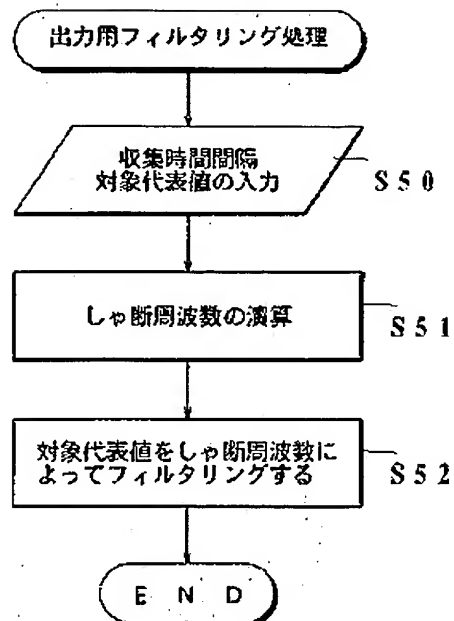 出力用フィルタリング処理
収集時間間隔
対象代表値の入力
S50
しゃ断周波数の演算
S51
対象代表値をしゃ断周波数に
よってフィルタリングする
S52
END